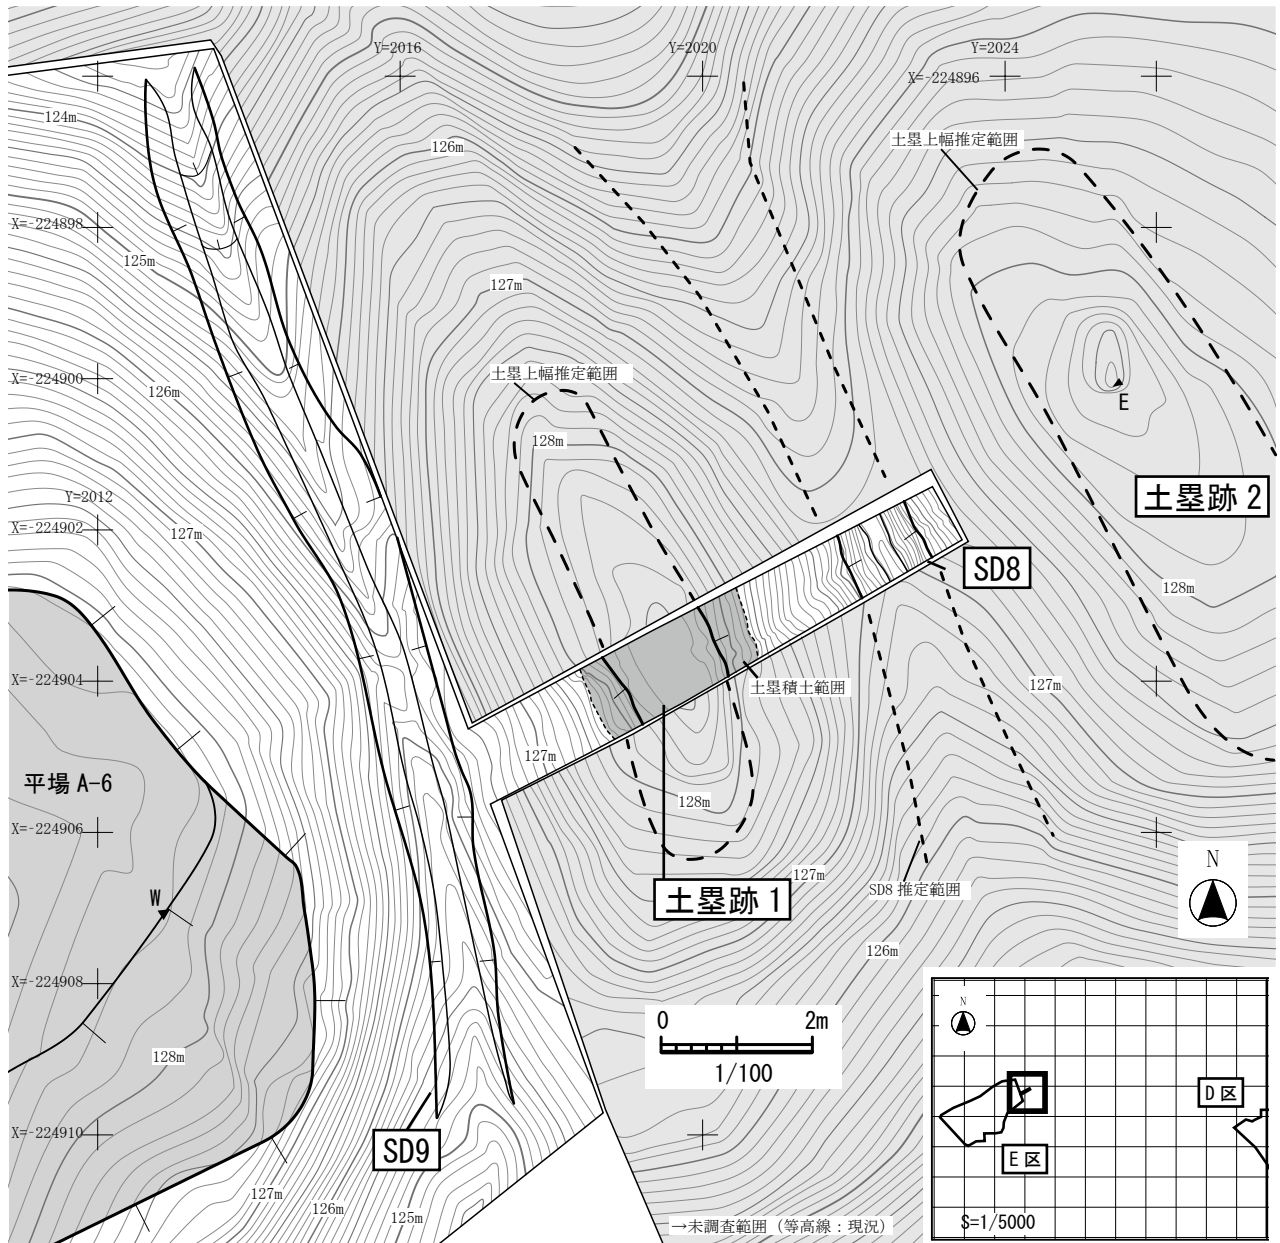 Y=2016
Y=2020
Y=2024
X=-224896
124m
126m
土塁上幅推定範囲
X=-224898
125m
127m
X=-224900
土塁上幅推定範囲
126m
E
128m
Y=2012
土塁跡 2
X=-224902
127m
SD8
128m
X=-224904
127m
土塁積土範囲
127m
平場 A-6
128m
X=-224906
127m
SD8 推定範囲
N
土塁跡 1
W
126m
X=-224908
0 2m
1/100
128m
N
D 区
X=-224910
SD9
E 区
127m
126m
125m
→未調査範囲（等高線：現況）
S=1/5000